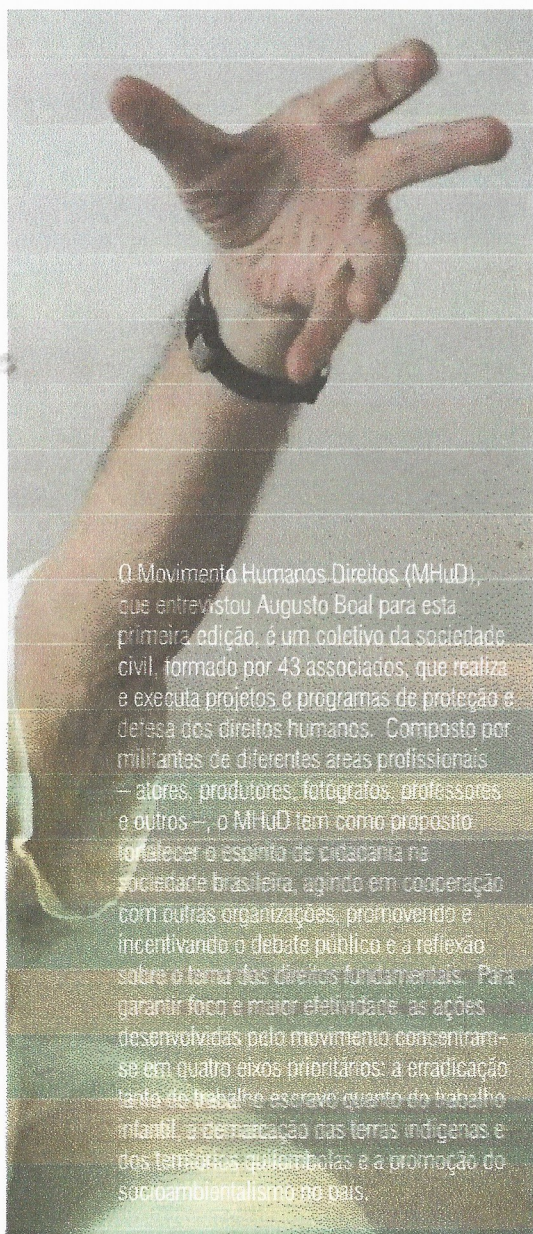 O Movimento Humanos Direitos (MHuD),
que entrevistou Augusto Boal para esta
primeira edição, é um coletivo da sociedade
civil, formado por 43 associados, que realiza
e executa projetos e programas de proteção e
defesa dos direitos humanos. Composto por
militantes de diferentes áreas profissionais
– atores, produtores, fotógrafos, professores
e outros –, o MHuD tem como propósito
fortalecer o espírito de cidadania na
sociedade brasileira, agindo em cooperação
com outras organizações, promovendo e
incentivando o debate público e a reflexão
sobre o tema dos direitos fundamentais. Para
garantir foco e maior efetividade, as ações
desenvolvidas pelo movimento concentram-
se em quatro eixos prioritários: a erradicação
tanto do trabalho escravo quanto do trabalho
infantil, a demarcação das terras indígenas e
dos territórios quilombolas e a promoção do
socioambientalismo no país.